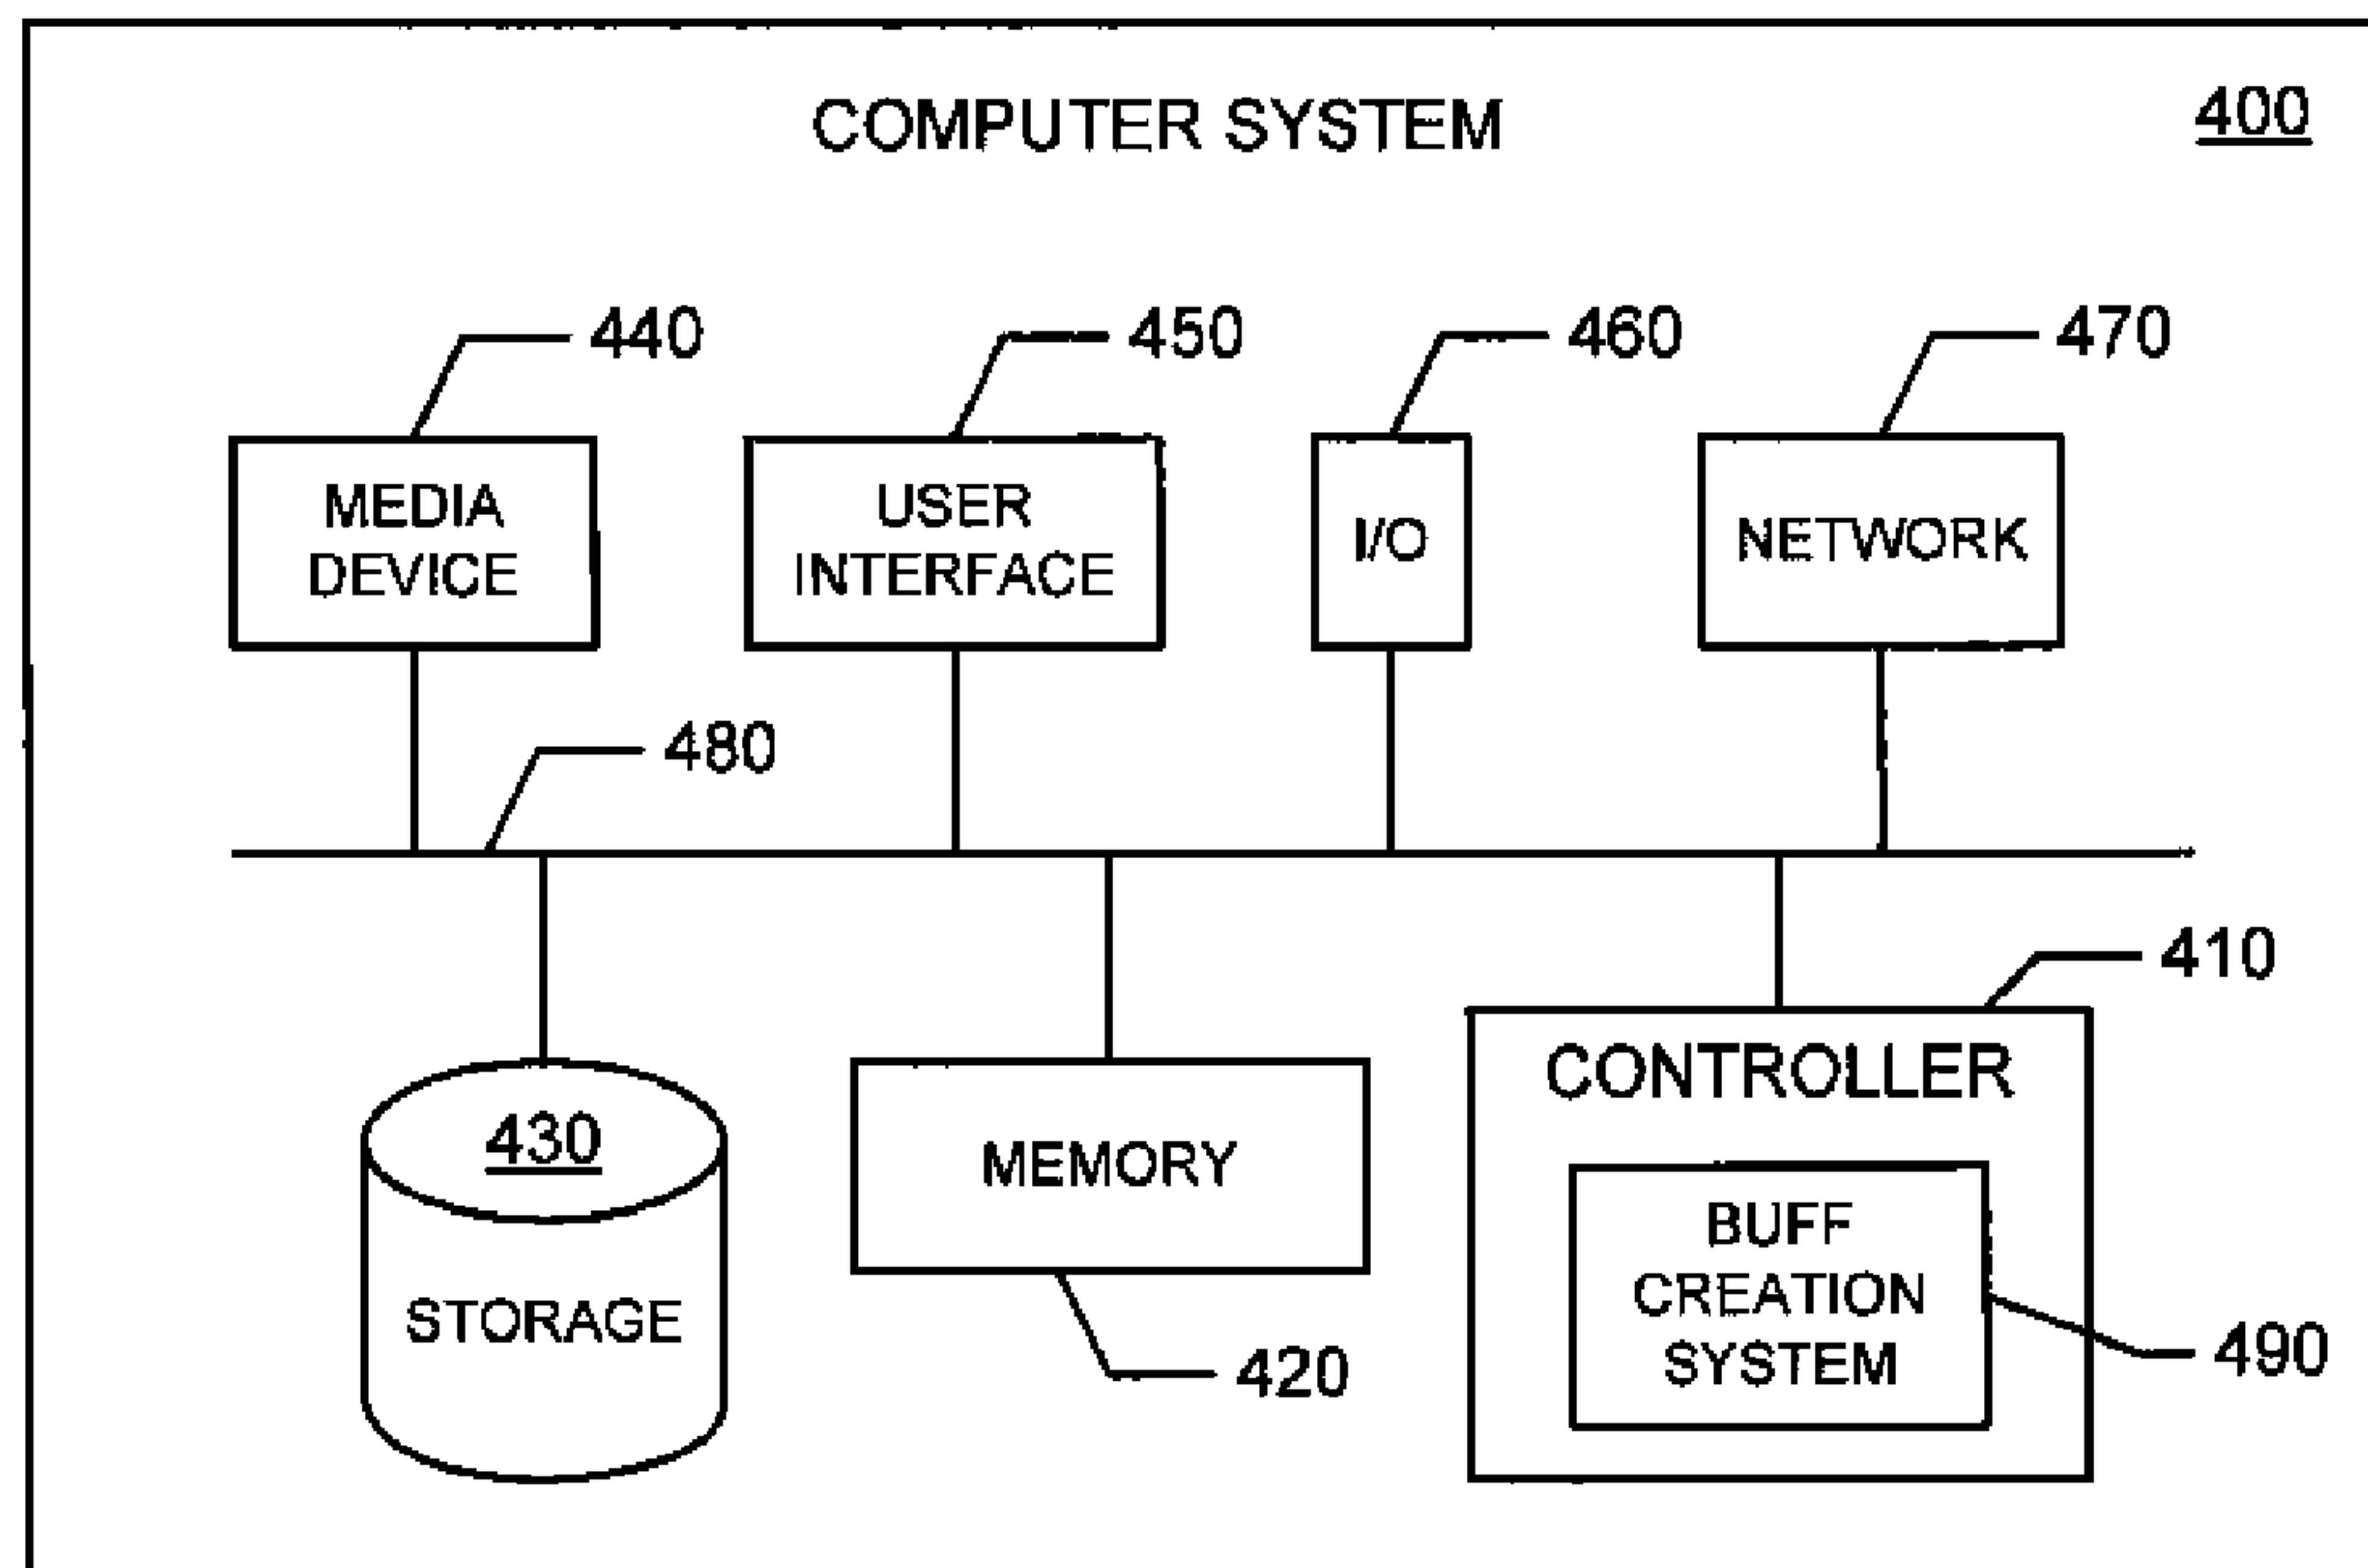 COMPUTER SYSTEM
400
440
450
460
470
MEDIA
DEVICE
USER
INTERFACE
I/O
NETWORK
480
410
430
STORAGE
MEMORY
420
CONTROLLER
BUFF
CREATION
SYSTEM
490